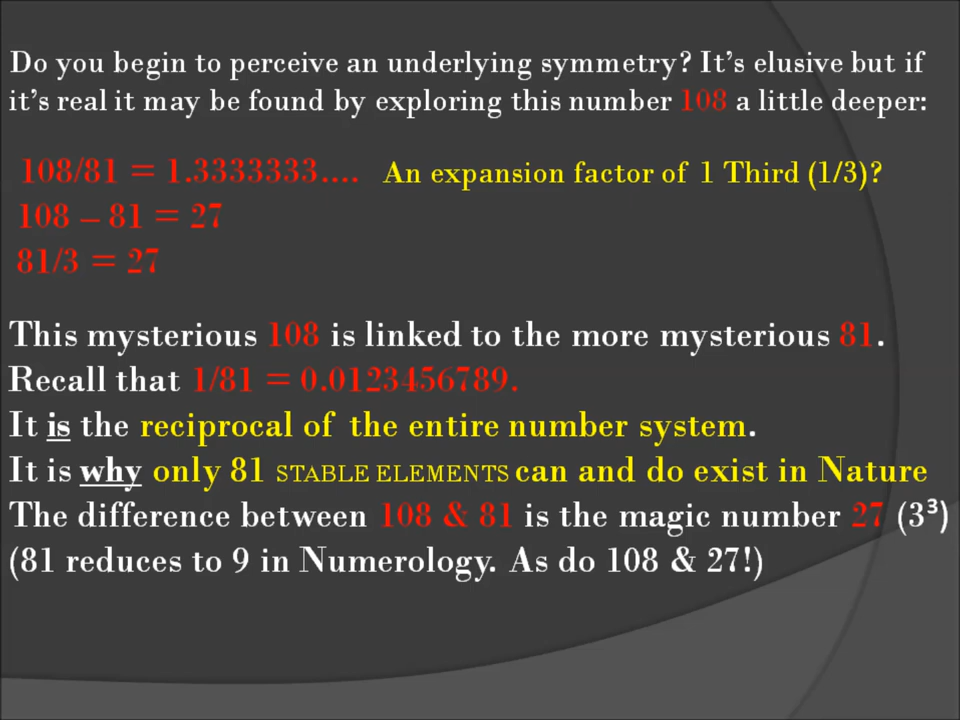 Do you begin to perceive an underlying symmetry? It's elusive but if
it's real it may be found by exploring this number 108 a little deeper:
108/81 = 1.3333333.... An expansion factor of 1 Third (1/3)?
108 – 81 = 27
81/3 = 27
This mysterious 108 is linked to the more mysterious 81.
Recall that 1/81 = 0.0123456789.
It is the reciprocal of the entire number system.
It is why only 81 STABLE ELEMENTS can and do exist in Nature
The difference between 108 & 81 is the magic number 27 (3³)
(81 reduces to 9 in Numerology. As do 108 & 27!)